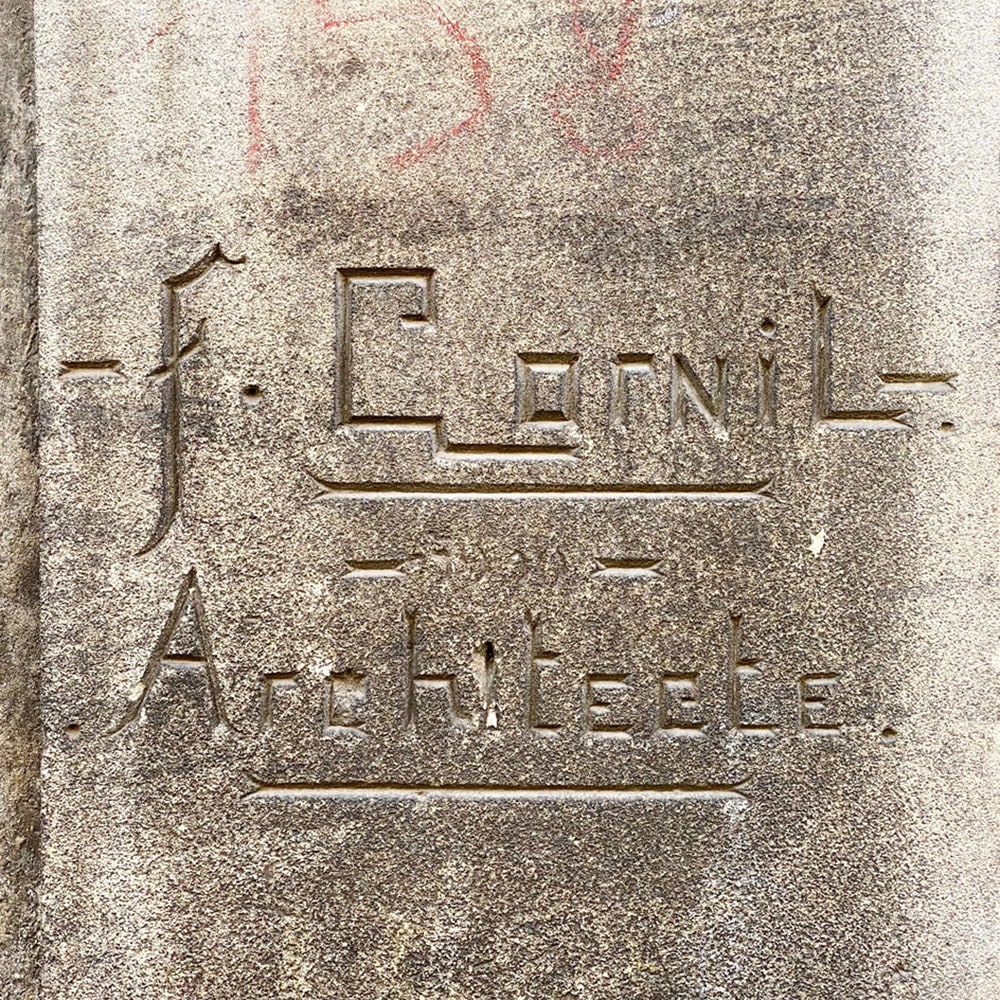 - F. Cornil -.
. Architecte .